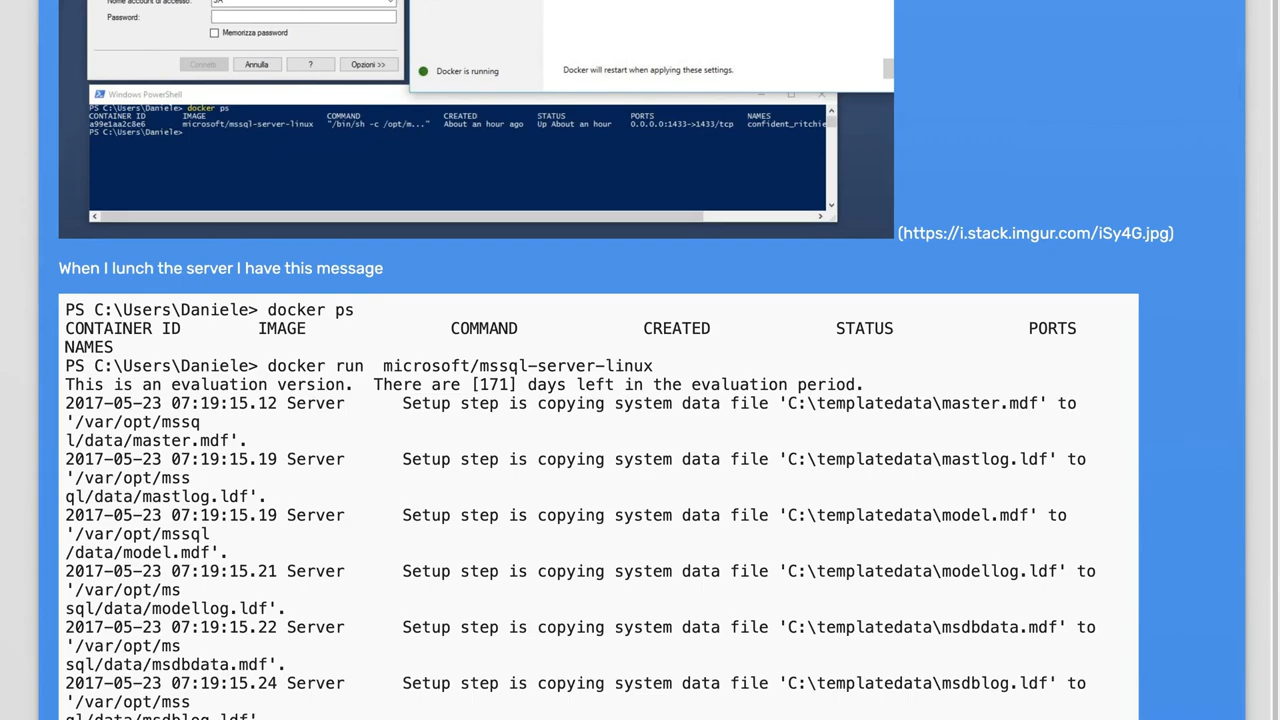 Nome account di accesso:
SA
Password:
Memorizza password
Connetti
Annulla
?
Opzioni >>
Docker is running
Docker will restart when applying these settings.
Windows PowerShell
PS C:\Users\Daniele> docker ps
CONTAINER ID IMAGE COMMAND CREATED STATUS PORTS NAMES
a99e1aa2c8e6 microsoft/mssql-server-linux "/bin/sh -c /opt/m..." About an hour ago Up About an hour 0.0.0.0:1433->1433/tcp confident_ritchie
PS C:\Users\Daniele>
(https://i.stack.imgur.com/iSy4G.jpg)
When I lunch the server I have this message
PS C:\Users\Daniele> docker ps
CONTAINER ID IMAGE COMMAND CREATED STATUS PORTS
NAMES
PS C:\Users\Daniele> docker run  microsoft/mssql-server-linux
This is an evaluation version.  There are [171] days left in the evaluation period.
2017-05-23 07:19:15.12 Server      Setup step is copying system data file 'C:\templatedata\master.mdf' to
'/var/opt/mssq
l/data/master.mdf'.
2017-05-23 07:19:15.19 Server      Setup step is copying system data file 'C:\templatedata\mastlog.ldf' to
'/var/opt/mss
ql/data/mastlog.ldf'.
2017-05-23 07:19:15.19 Server      Setup step is copying system data file 'C:\templatedata\model.mdf' to
'/var/opt/mssql
/data/model.mdf'.
2017-05-23 07:19:15.21 Server      Setup step is copying system data file 'C:\templatedata\modellog.ldf' to
'/var/opt/ms
sql/data/modellog.ldf'.
2017-05-23 07:19:15.22 Server      Setup step is copying system data file 'C:\templatedata\msdbdata.mdf' to
'/var/opt/ms
sql/data/msdbdata.mdf'.
2017-05-23 07:19:15.24 Server      Setup step is copying system data file 'C:\templatedata\msdblog.ldf' to
'/var/opt/mss
ql/data/msdblog.ldf'.